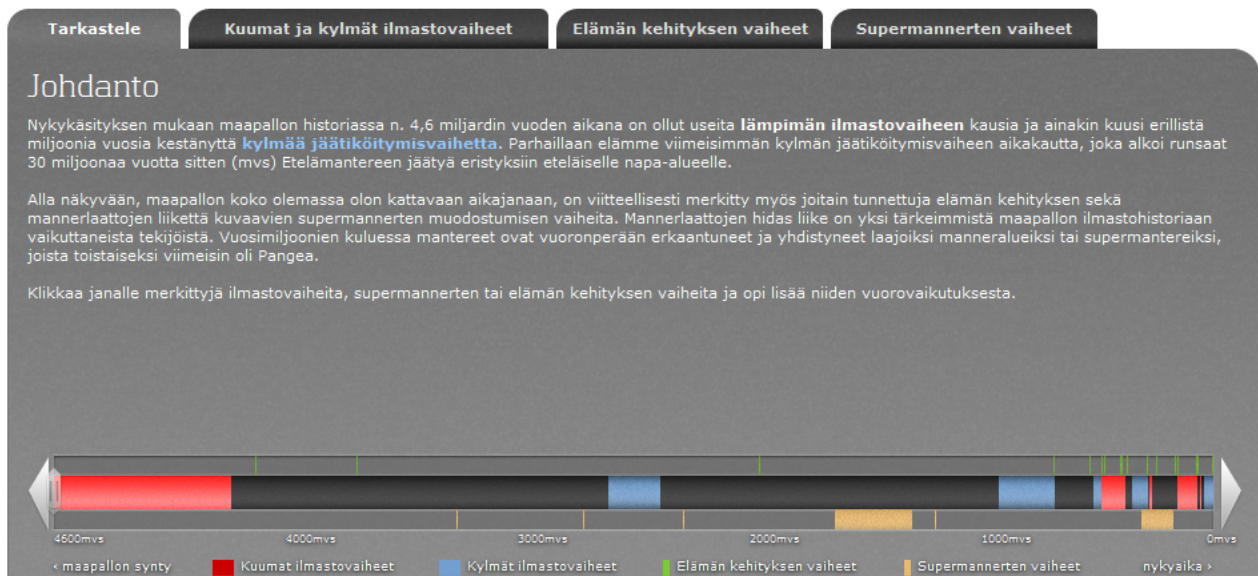 Tarkastele
Kuumat ja kylmät ilmastovaiheet
Elämän kehityksen vaiheet
Supermannerten vaiheet
Johdanto
Nykykäsityksen mukaan maapallon historiassa n. 4,6 miljardin vuoden aikana on ollut useita lämpimän ilmastovaiheen kausia ja ainakin kuusi erillistä
miljoonia vuosia kestänyttä kylmää jäätiköitymisvaihetta. Parhaillaan elämme viimeisimmän kylmän jäätiköitymisvaiheen aikakautta, joka alkoi runsaat
30 miljoonaa vuotta sitten (mvs) Etelämantereen jäätyä eristyksiin eteläiselle napa-alueelle.
Alla näkyvään, maapallon koko olemassa olon kattavaan aikajanaan, on viitteellisesti merkitty myös joitain tunnettuja elämän kehityksen sekä
mannerlaattojen liikettä kuvaavien supermannerten muodostumisen vaiheita. Mannerlaattojen hidas liike on yksi tärkeimmistä maapallon ilmastohistoriaan
vaikuttaneista tekijöistä. Vuosimiljoonien kuluessa mantereet ovat vuoronperään erkaantuneet ja yhdistyneet laajoiksi manneralueiksi tai supermantereiksi,
joista toistaiseksi viimeisin oli Pangea.
Klikkaa janalle merkittyjä ilmastovaiheita, supermannerten tai elämän kehityksen vaiheita ja opi lisää niiden vuorovaikutuksesta.
4600mvs
4000mvs
3000mvs
2000mvs
1000mvs
0mvs
‹ maapallon synty
Kuumat ilmastovaiheet
Kylmät ilmastovaiheet
Elämän kehityksen vaiheet
Supermannerten vaiheet
nykyaika ›